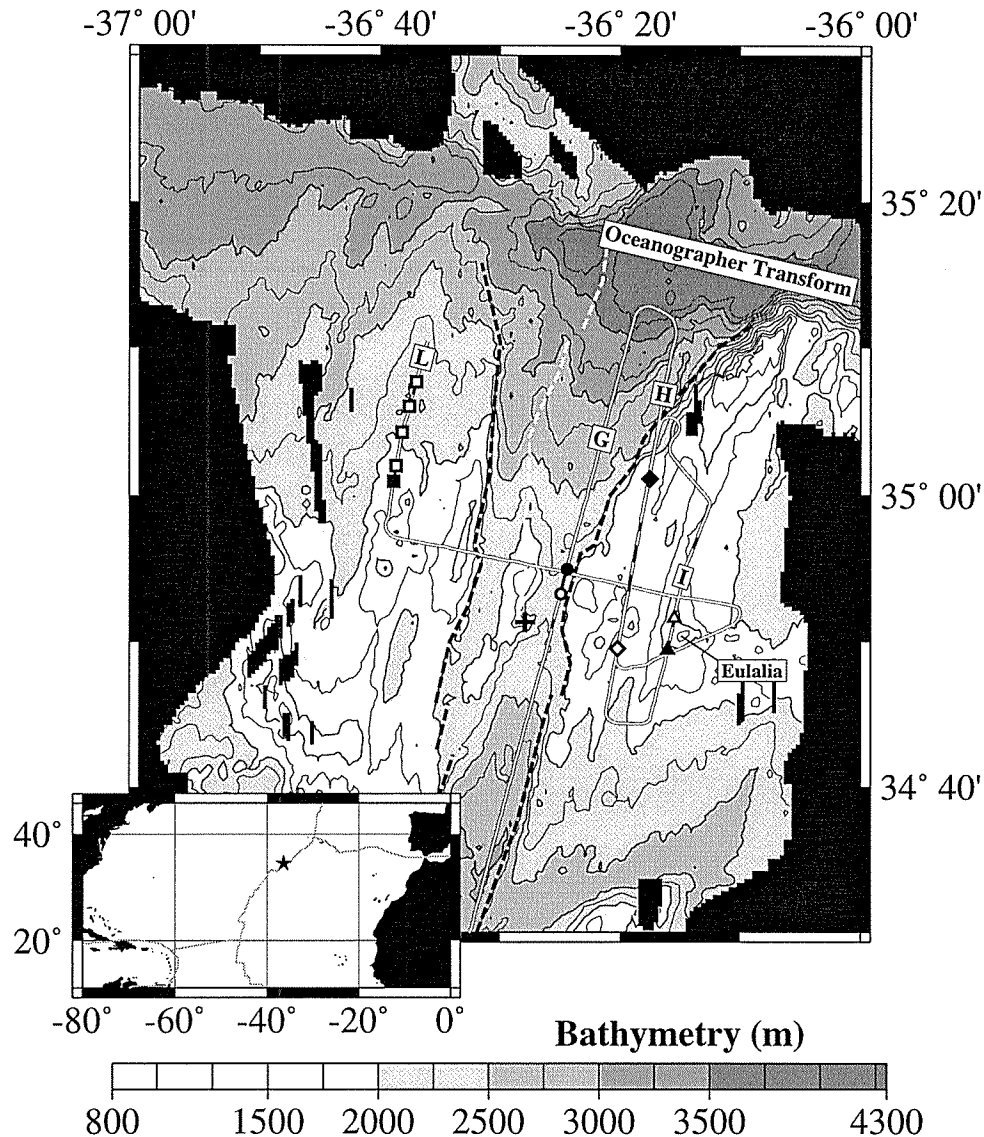 -37° 00' -36° 40' -36° 20' -36° 00'
35° 20'
Oceanographer Transform
L
H
G
35° 00'
I
Eulalia
34° 40'
40°
20°
-80° -60° -40° -20° 0°
Bathymetry (m)
800 1500 2000 2500 3000 3500 4300